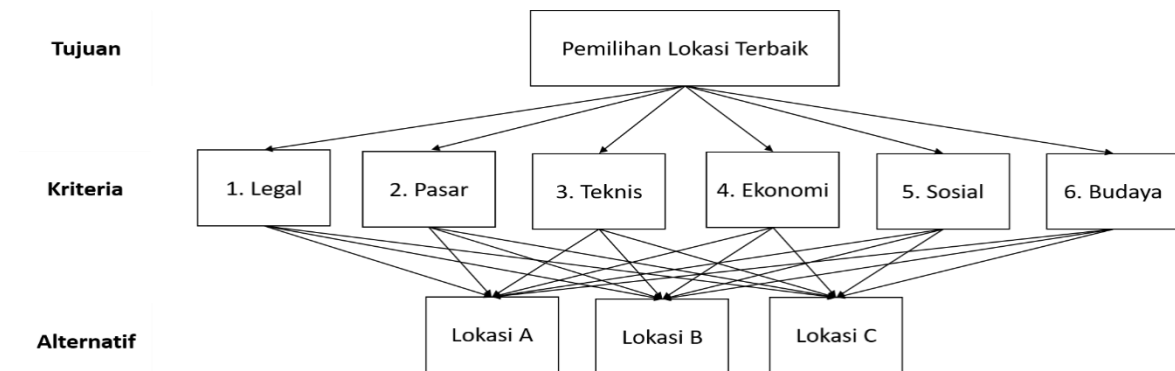 Tujuan
Pemilihan Lokasi Terbaik
Kriteria
1. Legal
2. Pasar
3. Teknis
4. Ekonomi
5. Sosial
6. Budaya
Alternatif
Lokasi A
Lokasi B
Lokasi C